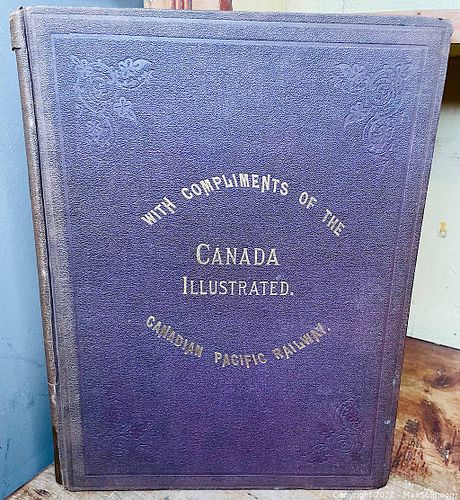 WITH COMPLIMENTS OF THE
CANADA
ILLUSTRATED.
CANADIAN PACIFIC RAILWAY.